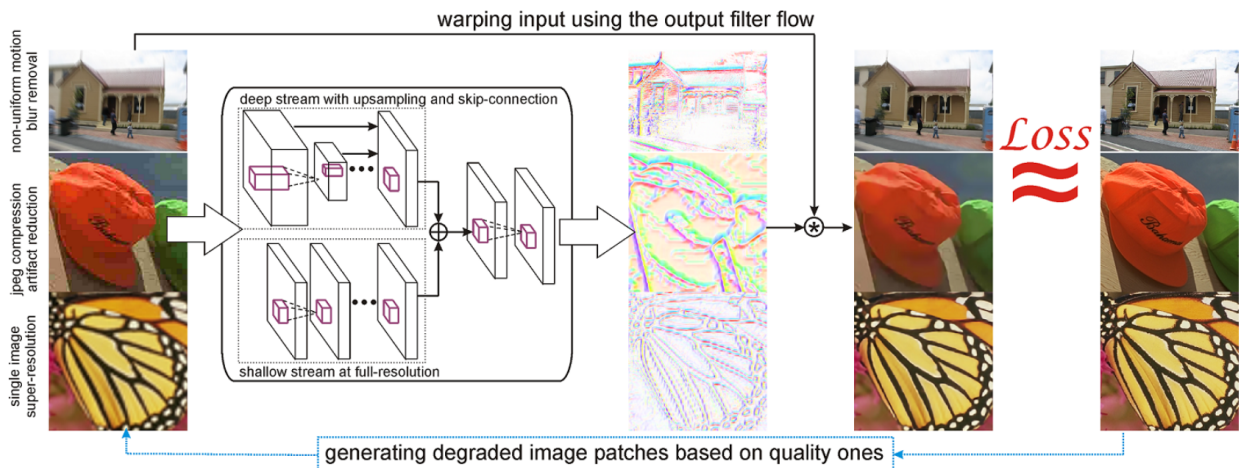 warping input using the output filter flow
non-uniform motion
blur removal
jpeg compression
artifact reduction
single image
super-resolution
deep stream with upsampling and skip-connection
shallow stream at full-resolution
Loss
generating degraded image patches based on quality ones